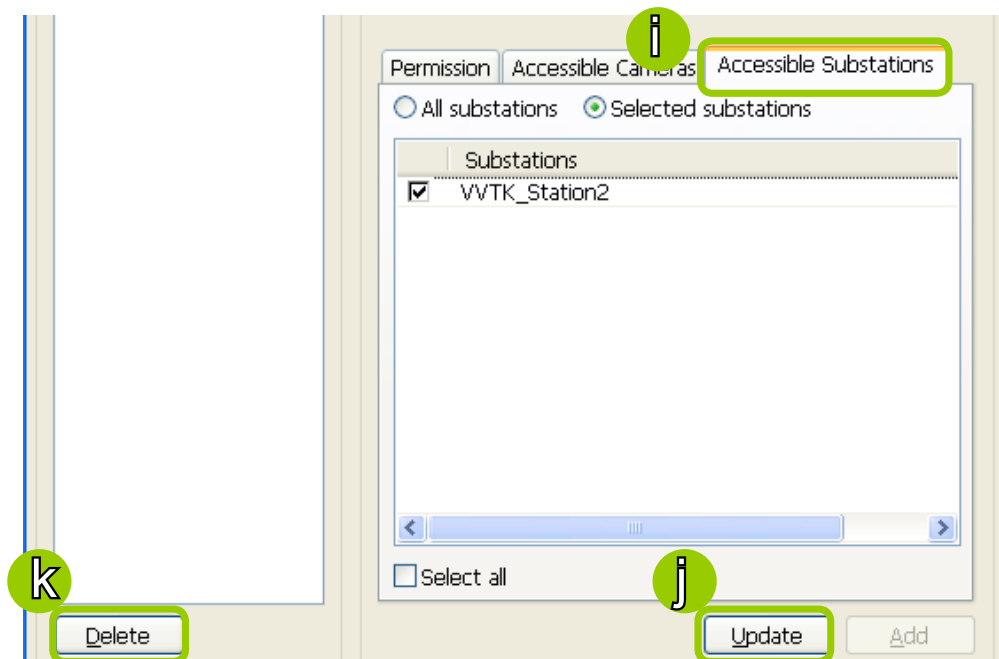 i
Permission Accessible Cameras Accessible Substations
All substations Selected substations
Substations
VVTK_Station2
k
Select all
j
Delete Update Add